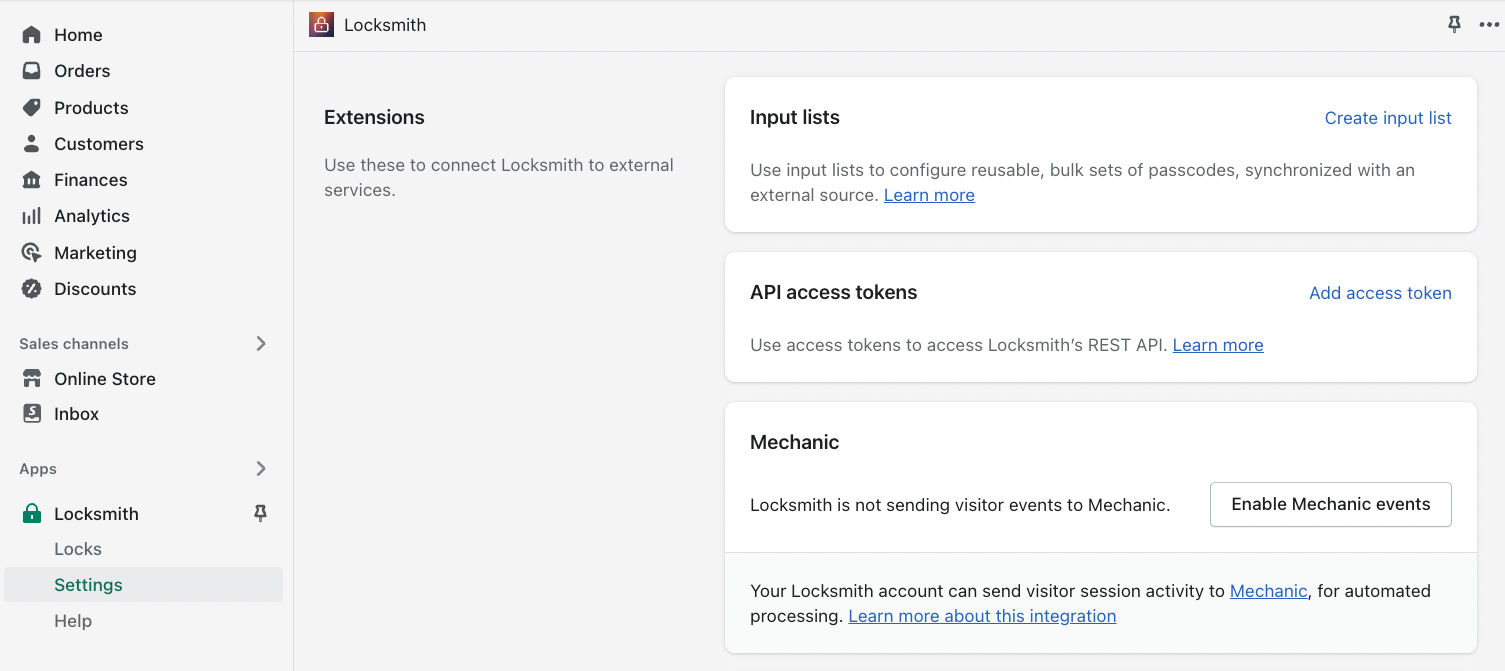 Home
Orders
Products
Customers
Finances
Analytics
Marketing
Discounts
Sales channels
Online Store
Inbox
Apps
Locksmith
Locks
Settings
Help
Locksmith
Extensions
Use these to connect Locksmith to external
services.
Input lists
Create input list
Use input lists to configure reusable, bulk sets of passcodes, synchronized with an
external source. Learn more
API access tokens
Add access token
Use access tokens to access Locksmith’s REST API. Learn more
Mechanic
Locksmith is not sending visitor events to Mechanic.
Enable Mechanic events
Your Locksmith account can send visitor session activity to Mechanic, for automated
processing. Learn more about this integration